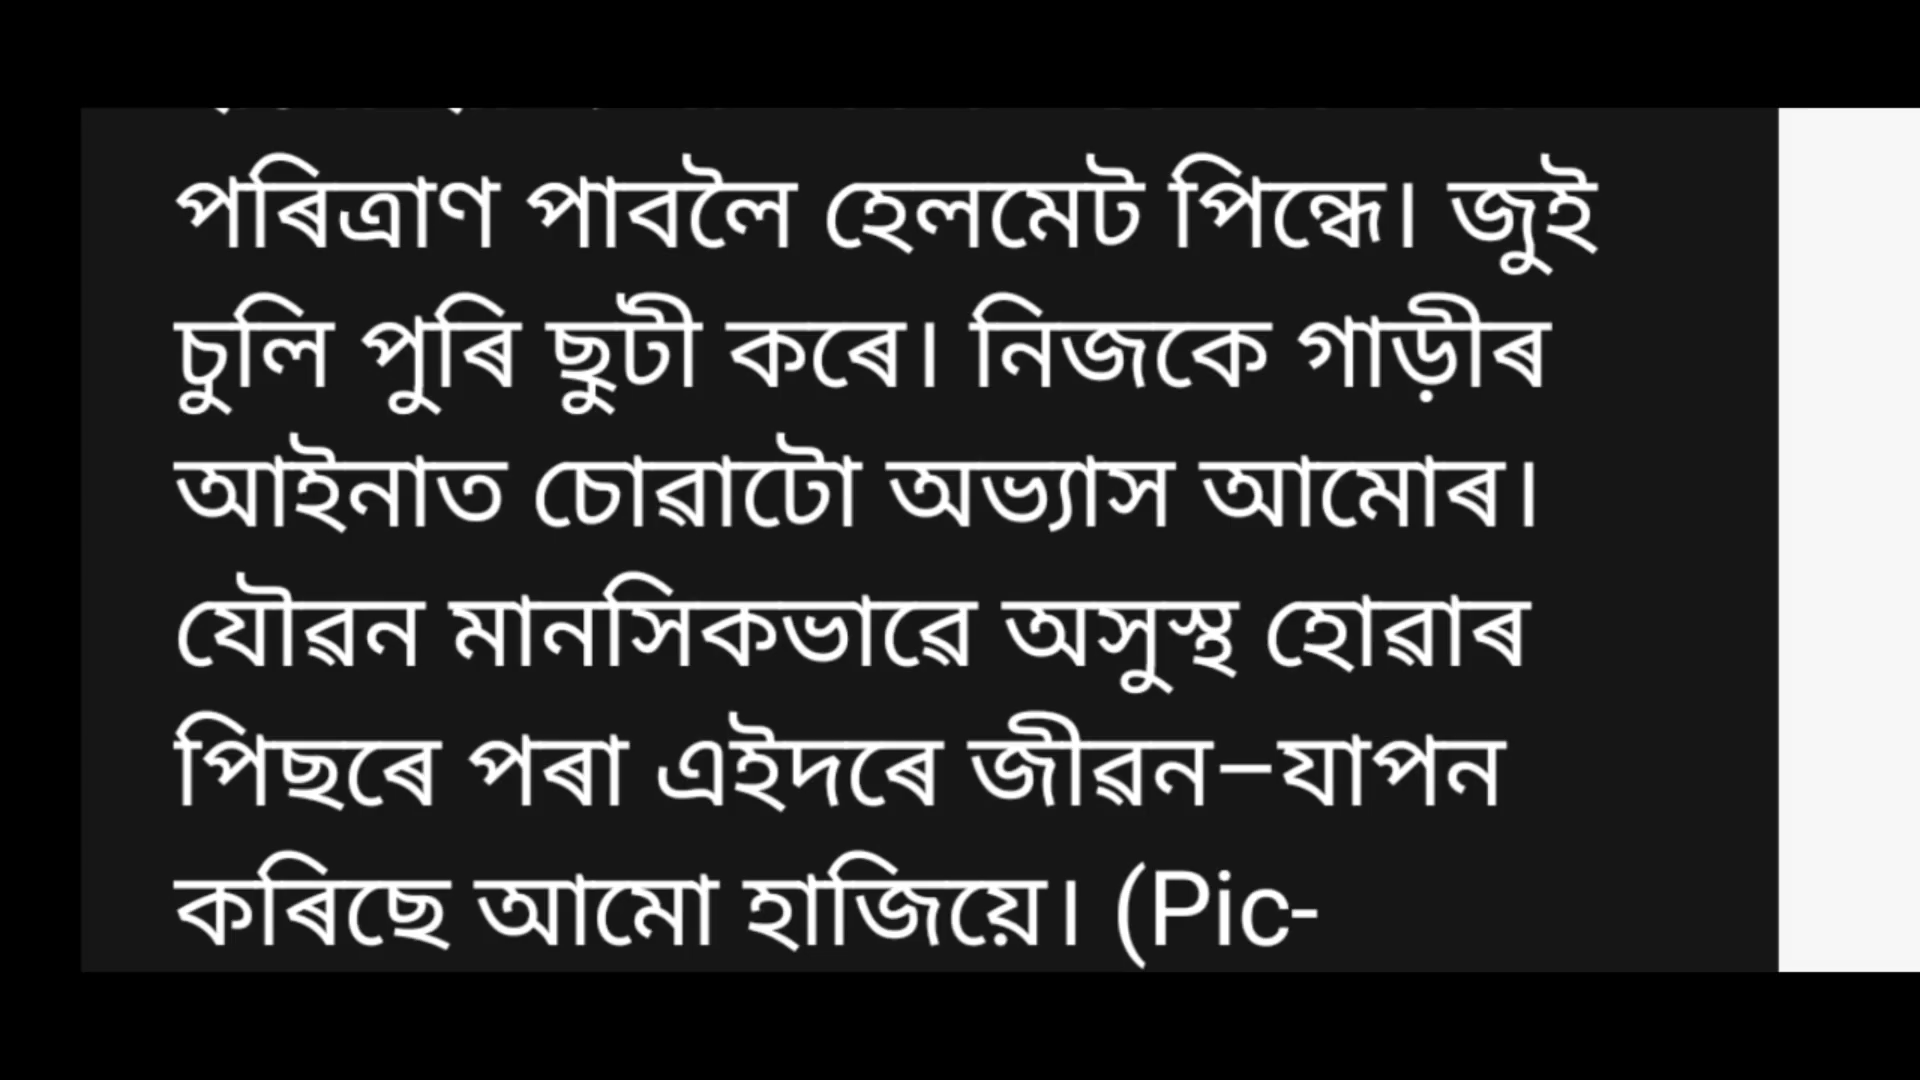 পৰিত্ৰাণ পাবলৈ হেলমেট পিন্ধে। জুই
চুলি পুৰি ছুটী কৰে। নিজকে গাড়ীৰ
আইনাত চোৱাটো অভ্যাস আমোৰ।
যৌৱন মানসিকভাৱে অসুস্থ হোৱাৰ
পিছৰে পৰা এইদৰে জীৱন–যাপন
কৰিছে আমো হাজিয়ে। (Pic-